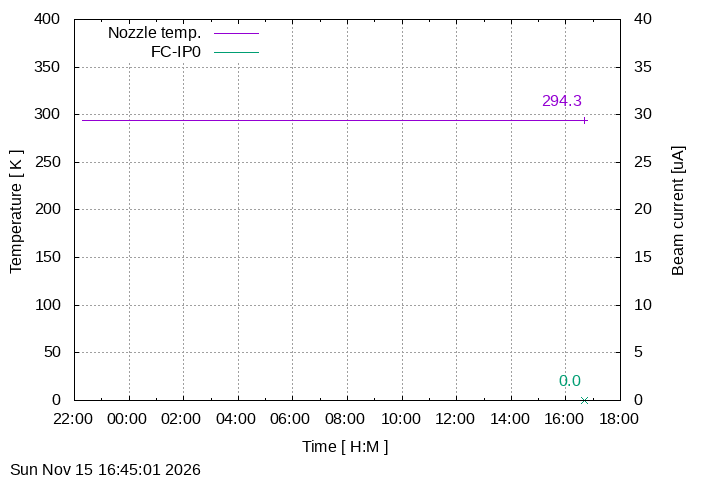 Nozzle temp.
FC-IP0
400
350
300
250
200
150
100
50
0
40
35
30
25
20
15
10
5
0
294.3
0.0
22:00 00:00 02:00 04:00 06:00 08:00 10:00 12:00 14:00 16:00 18:00
Temperature [ K ]
Beam current [uA]
Time [ H:M ]
Sun Nov 15 16:45:01 2026